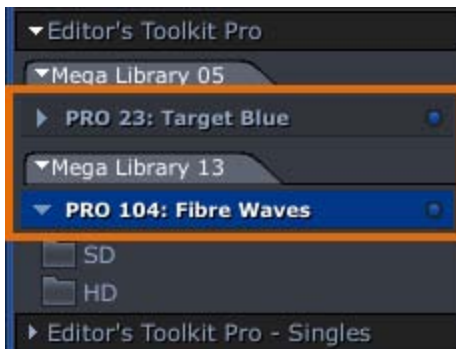 Editor's Toolkit Pro
Mega Library 05
PRO 23: Target Blue
Mega Library 13
PRO 104: Fibre Waves
SD
HD
Editor's Toolkit Pro - Singles